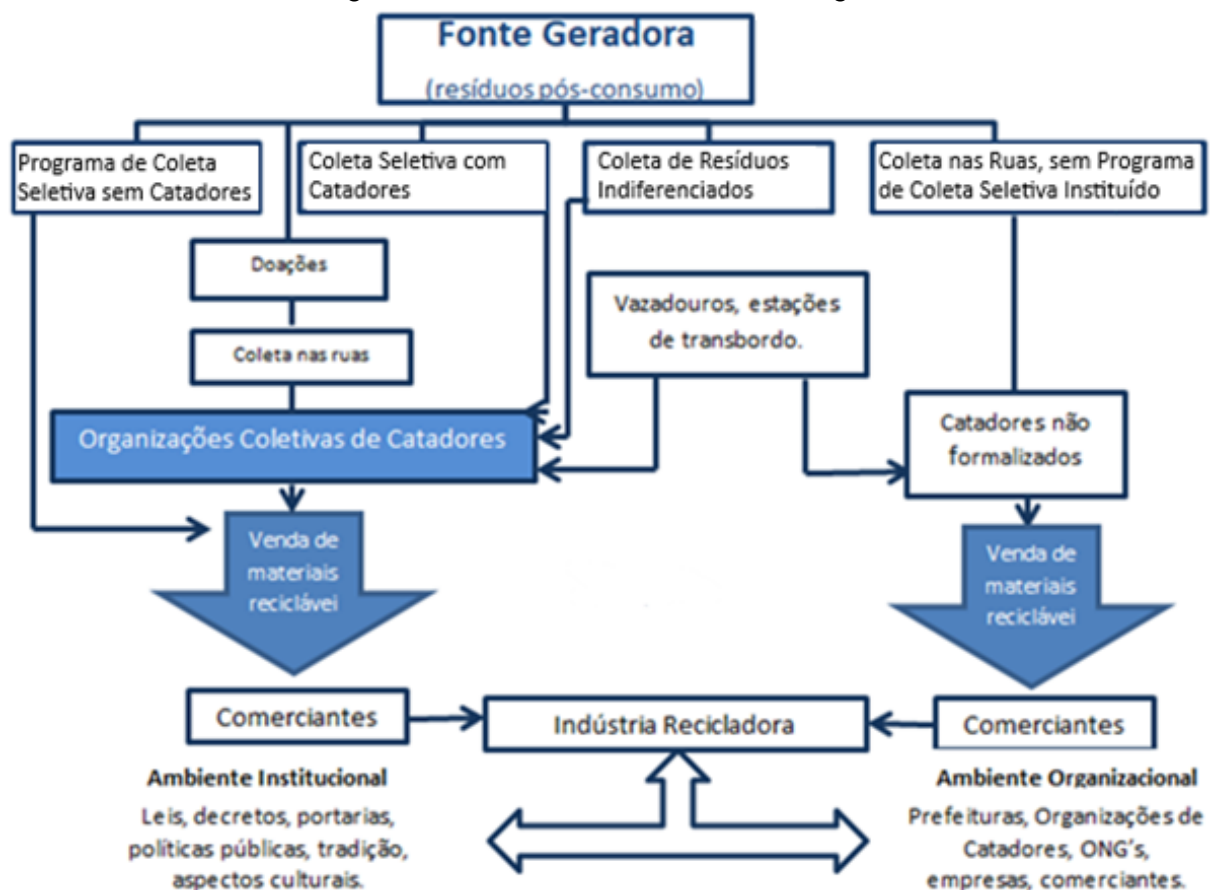 Fonte Geradora
(resíduos pós-consumo)
Programa de Coleta
Seletiva sem Catadores
Coleta Seletiva com
Catadores
Coleta de Resíduos
Indiferenciados
Coleta nas Ruas, sem Programa
de Coleta Seletiva Instituído
Doações
Coleta nas ruas
Vazadouros, estações
de transbordo.
Organizações Coletivas de Catadores
Catadores não
formalizados
Venda de
materiais
reciclávei
Venda de
materiais
reciclávei
Comerciantes
Indústria Recicladora
Comerciantes
Ambiente Institucional
Leis, decretos, portarias,
políticas públicas, tradição,
aspectos culturais.
Ambiente Organizacional
Prefeituras, Organizações de
Catadores, ONG's,
empresas, comerciantes.